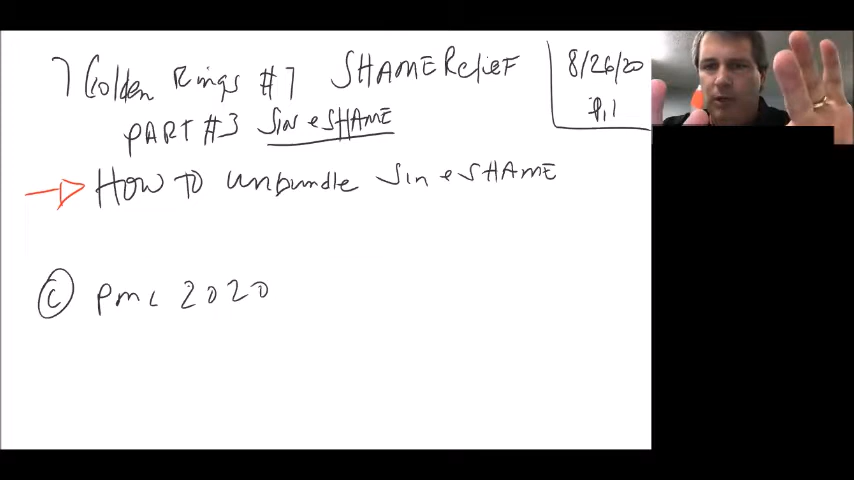 7 Golden Rings #7 SHAME Relief
8/26/20
P.1
PART #3 Sin & SHAME
How To unbundle Sin & SHAME
© PMC 2020